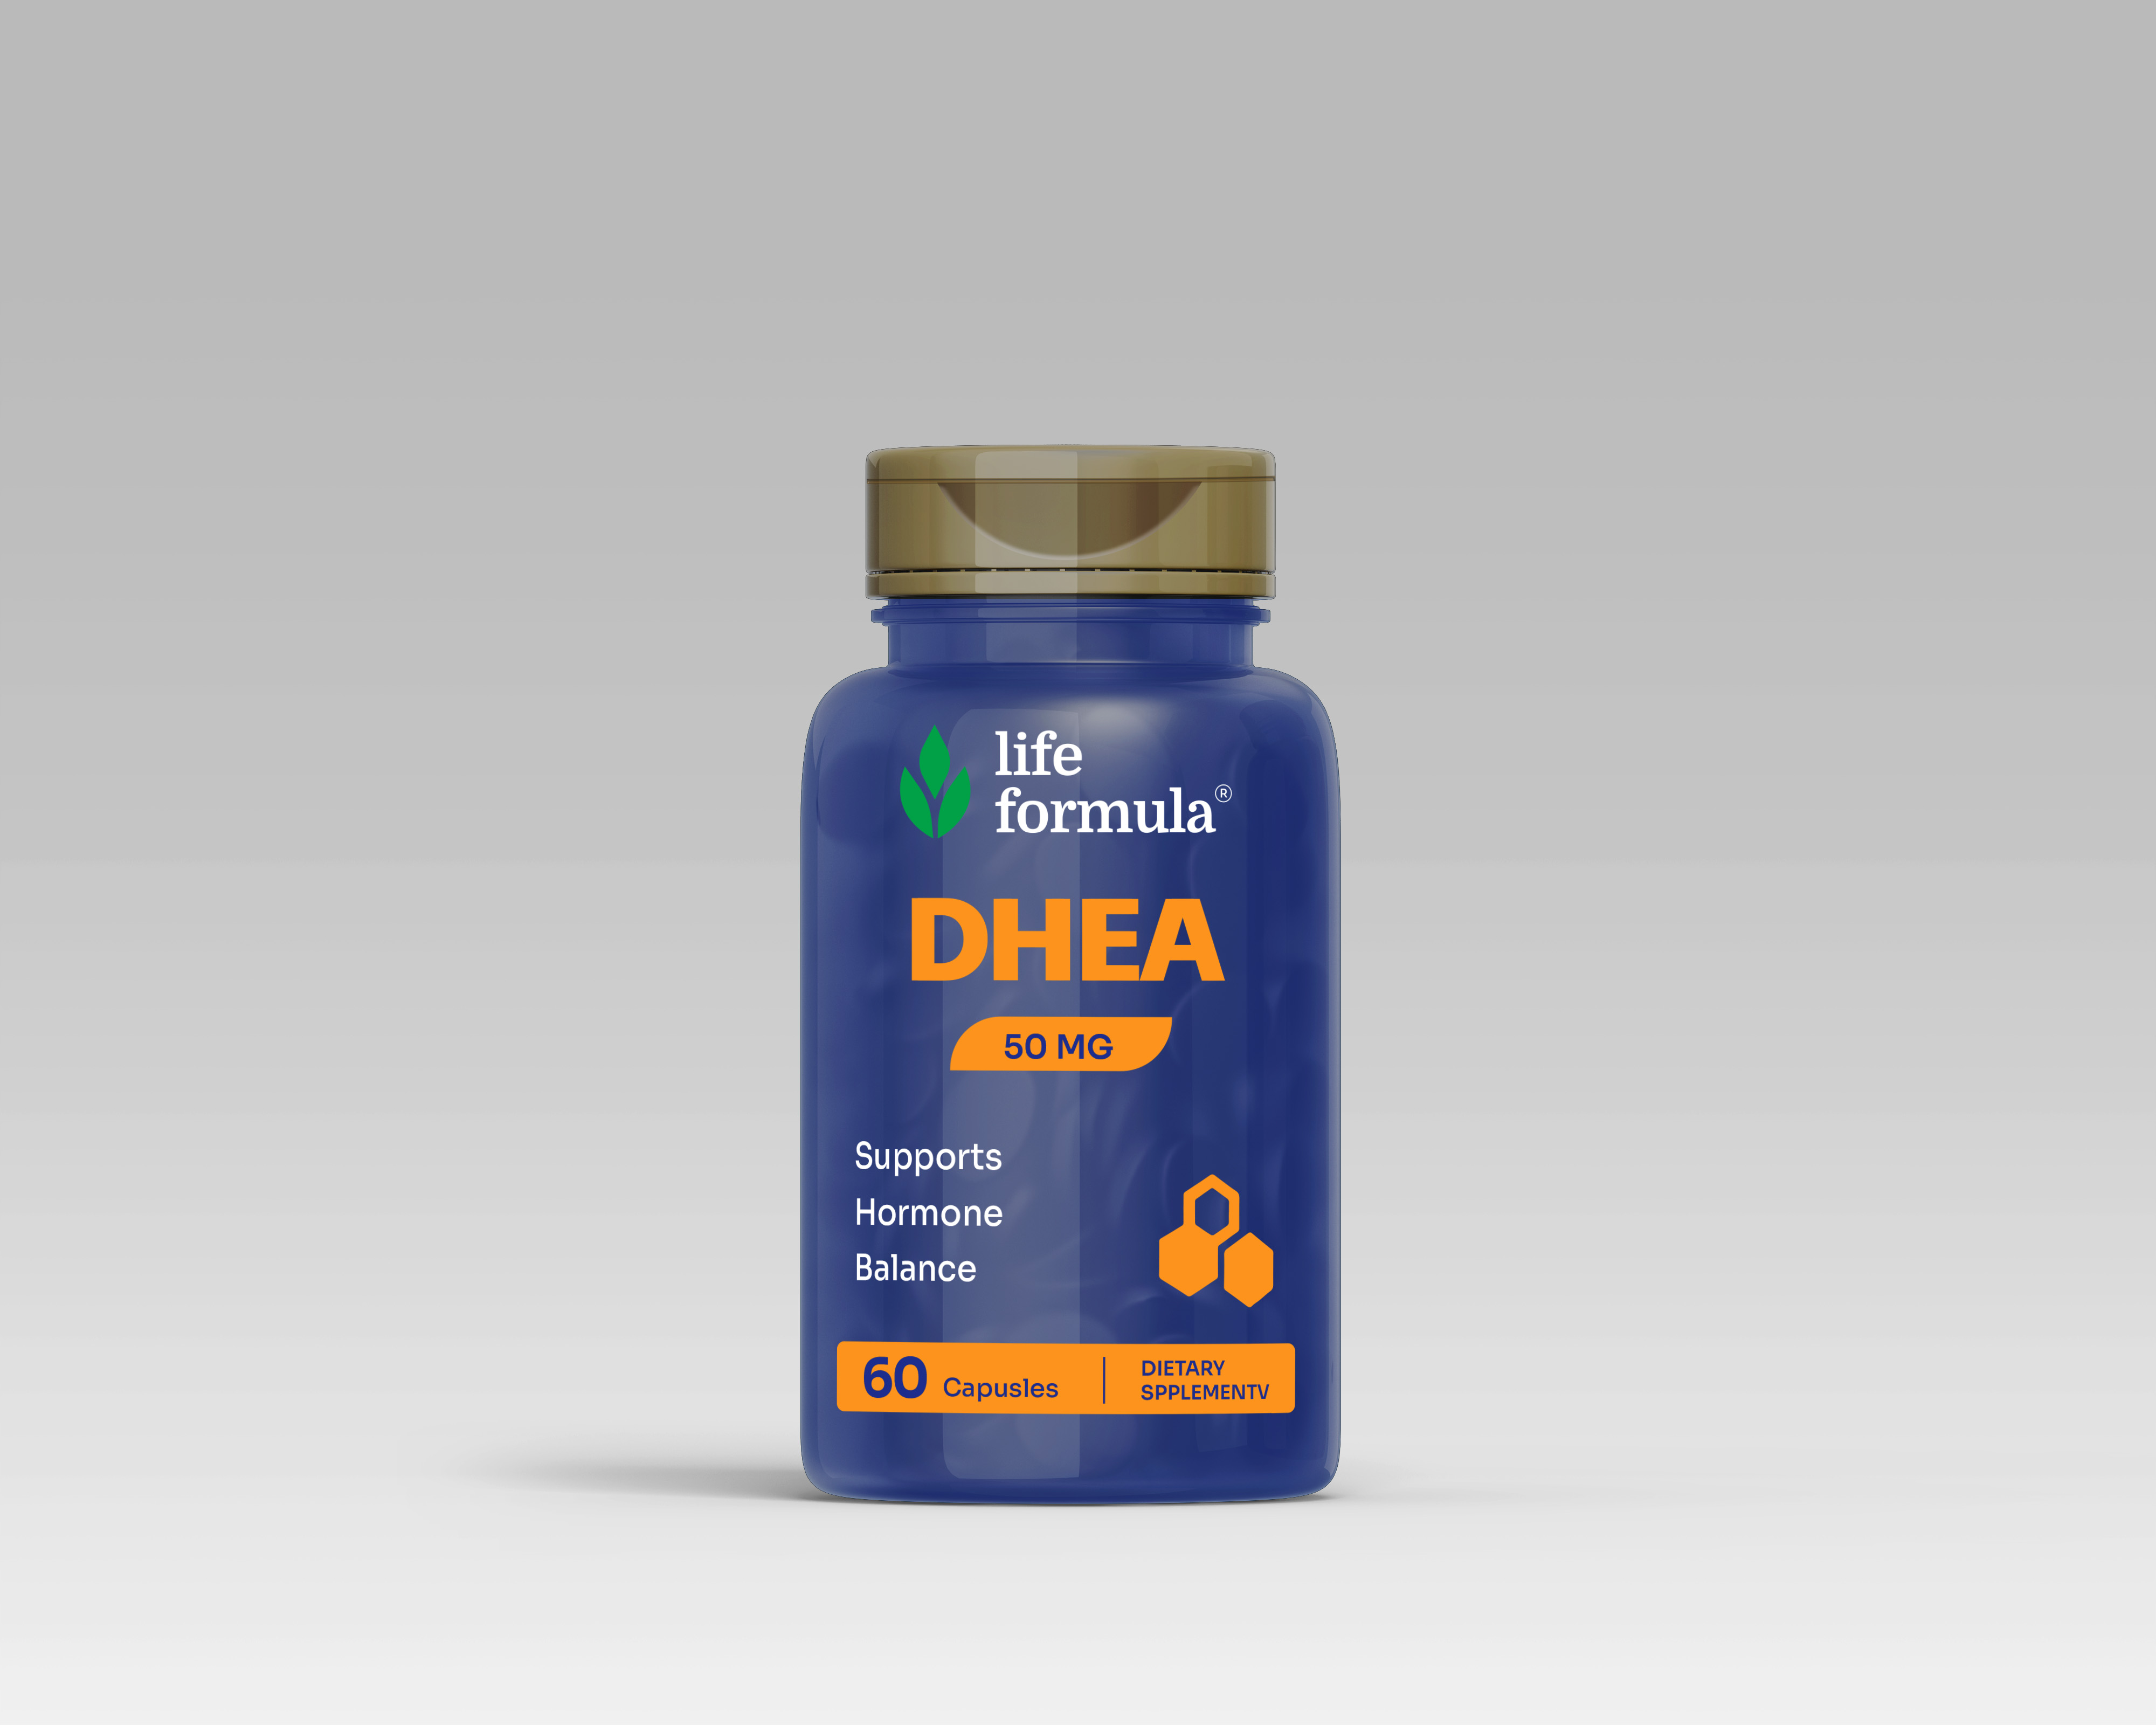 life
formula®
DHEA
50 MG
Supports
Hormone
Balance
60 Capusles
DIETARY
SPPLEMENTV